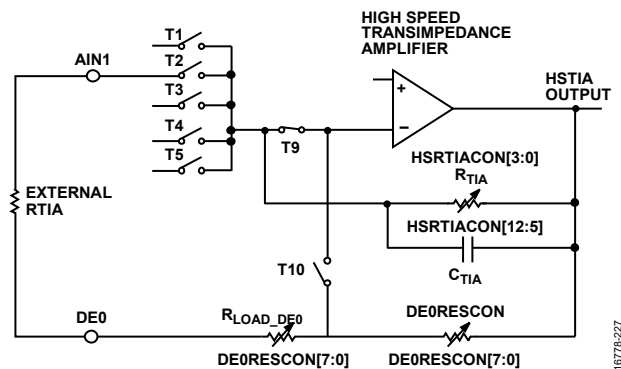 HIGH SPEED
TRANSIMPEDANCE
AMPLIFIER
T1
AIN1
T2
T3
T4
T5
+
–
HSTIA
OUTPUT
T9
HSRTIACON[3:0]
RTIA
HSRTIACON[12:5]
CTIA
EXTERNAL
RTIA
T10
DE0
RLOAD_DE0
DE0RESCON[7:0]
DE0RESCON
DE0RESCON[7:0]
16778-227